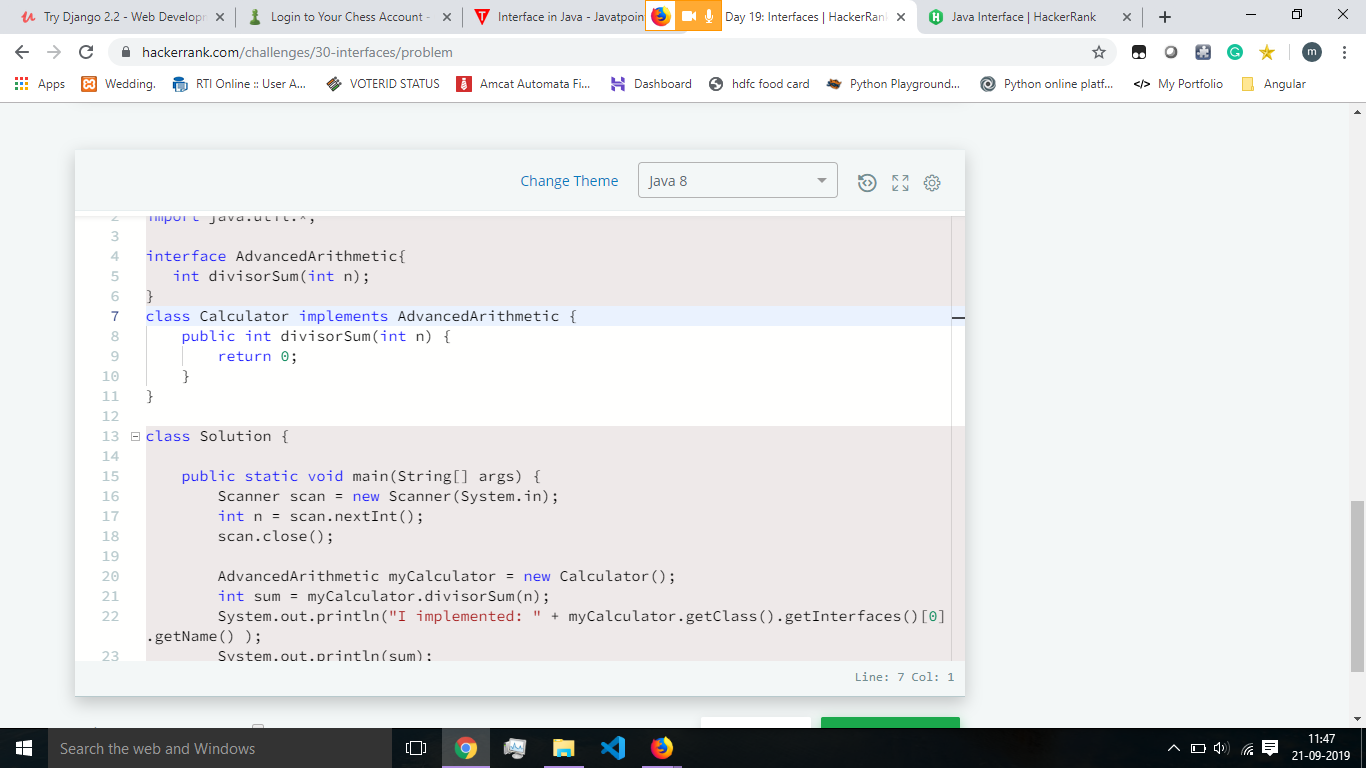 Try Django 2.2 - Web Developm
Login to Your Chess Account -
Interface in Java - Javatpoin
Day 19: Interfaces | HackerRank
Java Interface | HackerRank
hackerrank.com/challenges/30-interfaces/problem
m
Apps
Wedding.
RTI Online :: User A...
VOTERID STATUS
Amcat Automata Fi...
Dashboard
hdfc food card
Python Playground...
Python online platf...
</> My Portfolio
Angular
Change Theme
Java 8
2 import java.util.*;
3
4 interface AdvancedArithmetic{
5 int divisorSum(int n);
6 }
7 class Calculator implements AdvancedArithmetic {
8 public int divisorSum(int n) {
9 return 0;
10 }
11 }
12
13 class Solution {
14
15 public static void main(String[] args) {
16 Scanner scan = new Scanner(System.in);
17 int n = scan.nextInt();
18 scan.close();
19
20 AdvancedArithmetic myCalculator = new Calculator();
21 int sum = myCalculator.divisorSum(n);
22 System.out.println("I implemented: " + myCalculator.getClass().getInterfaces()[0]
.getName() );
23 System.out.println(sum);
Line: 7 Col: 1
Search the web and Windows
11:47
21-09-2019